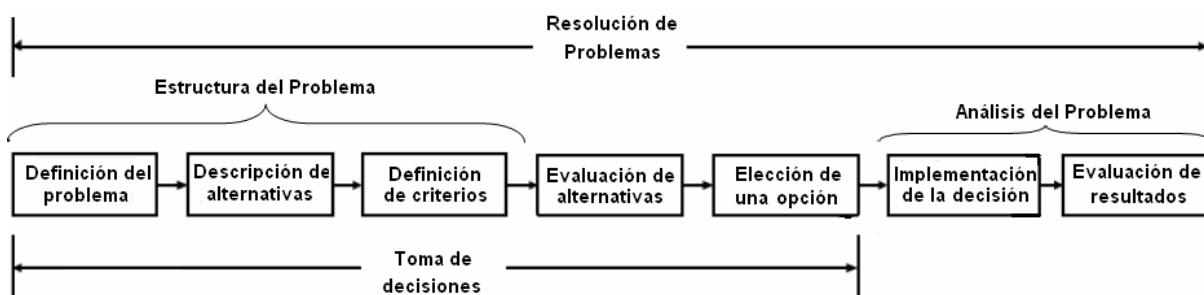 Resolución de
Problemas
Estructura del Problema
Análisis del Problema
Definición del
problema
Descripción de
alternativas
Definición
de criterios
Evaluación de
alternativas
Elección de
una opción
Implementación
de la decisión
Evaluación de
resultados
Toma de
decisiones